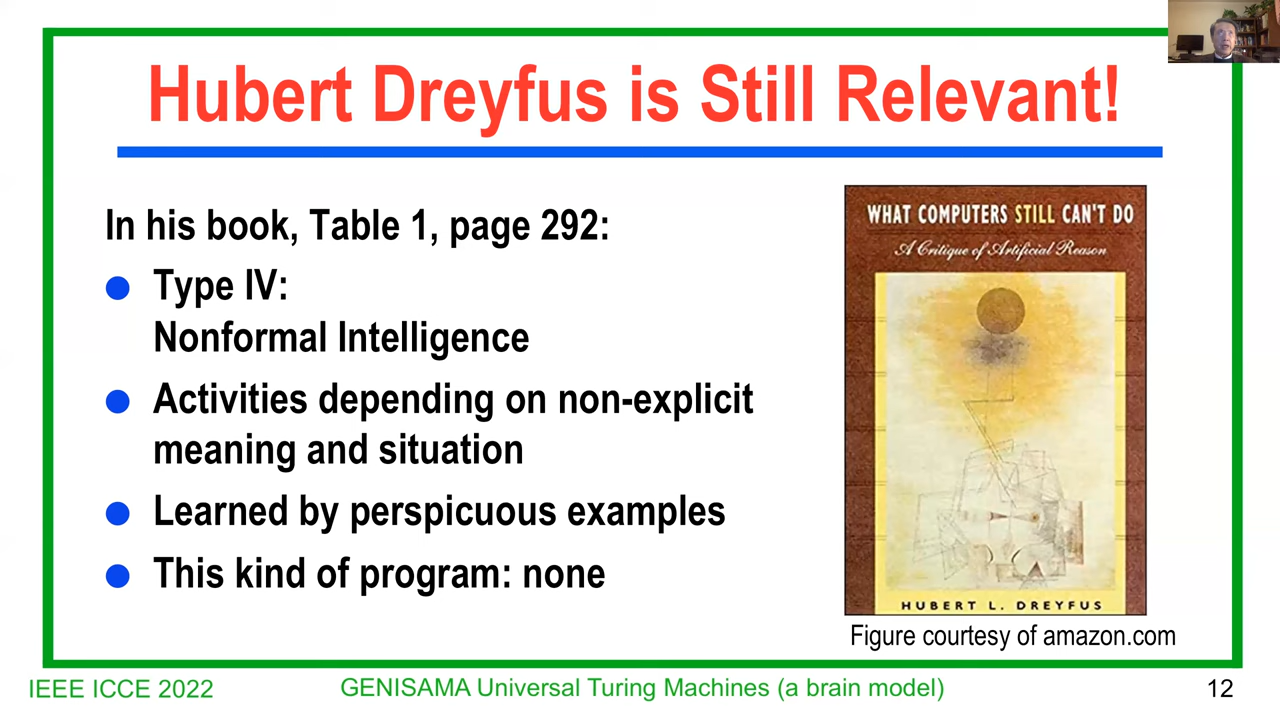 Hubert Dreyfus is Still Relevant!
In his book, Table 1, page 292:
Type IV:
Nonformal Intelligence
Activities depending on non-explicit
meaning and situation
Learned by perspicuous examples
This kind of program: none
WHAT COMPUTERS STILL CAN'T DO
A Critique of Artificial Reason
HUBERT L. DREYFUS
Figure courtesy of amazon.com
IEEE ICCE 2022
GENISAMA Universal Turing Machines (a brain model)
12